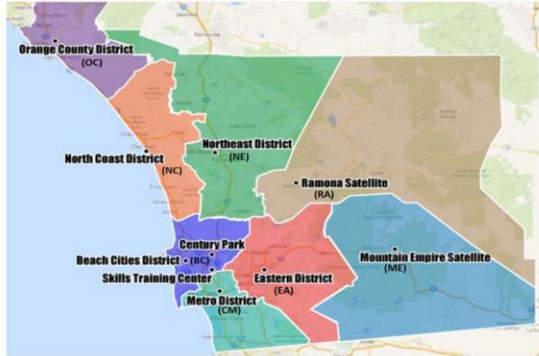 Orange County District
(OC)
North Coast District
(NC)
Northeast District
(NE)
Ramona Satellite
(RA)
Century Park
Beach Cities District (BC)
Skills Training Center
Eastern District
(EA)
Mountain Empire Satellite
(ME)
Metro District
(CM)